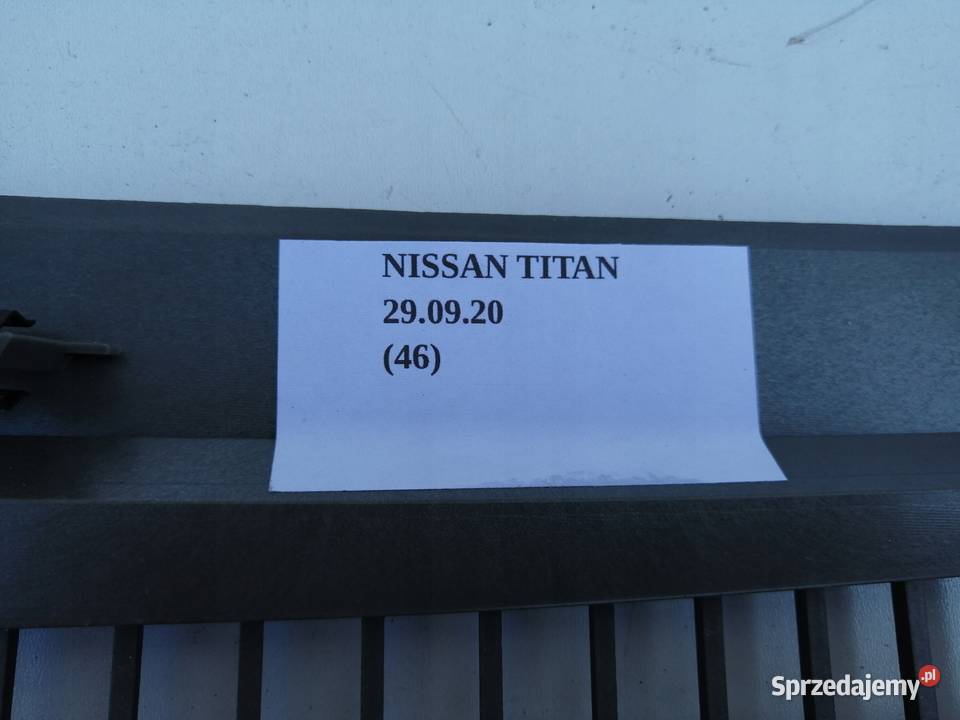 NISSAN TITAN
29.09.20
(46)
Sprzedajemy.pl